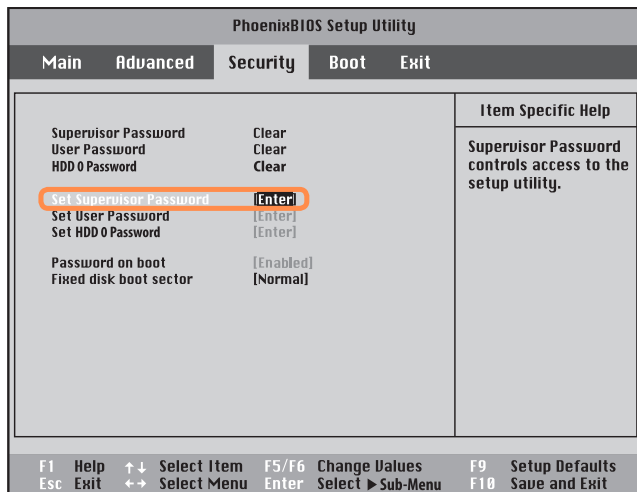 PhoenixBIOS Setup Utility
Main Advanced Security Boot Exit
Item Specific Help
Supervisor Password Clear
User Password Clear
HDD 0 Password Clear
Supervisor Password
controls access to the
setup utility.
Set Supervisor Password [Enter]
Set User Password [Enter]
Set HDD 0 Password [Enter]
Password on boot [Enabled]
Fixed disk boot sector [Normal]
F1 Help ↑↓ Select Item F5/F6 Change Values F9 Setup Defaults
Esc Exit ←→ Select Menu Enter Select ▶ Sub-Menu F10 Save and Exit